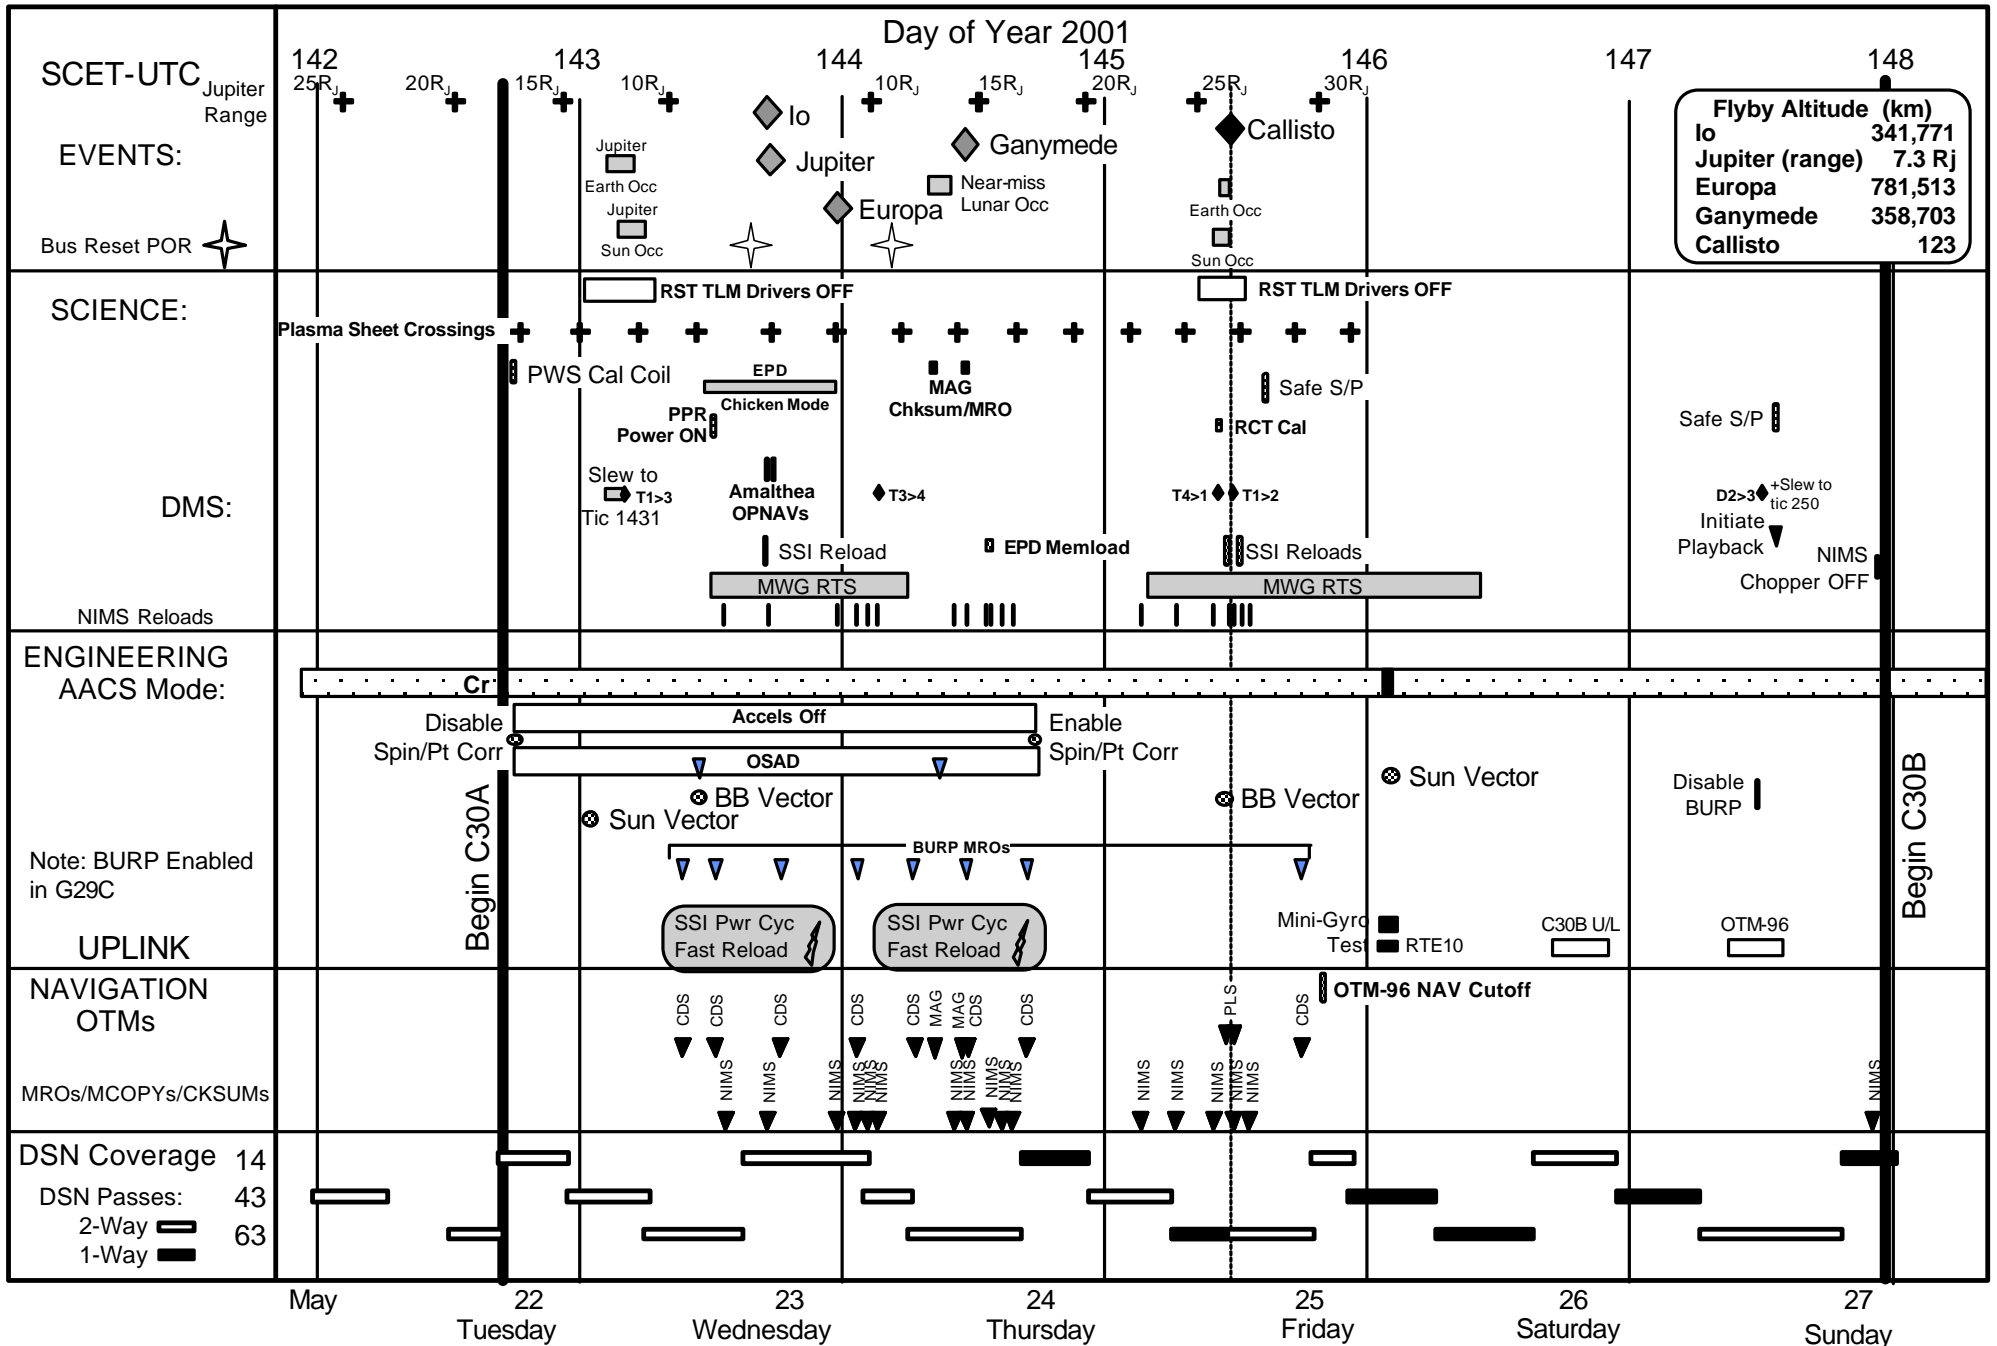 Day of Year 2001
142 143 144 145 146 147 148
SCET-UTC
Jupiter
Range
25RJ 20RJ 15RJ 10RJ 10RJ 15RJ 20RJ 25RJ 30RJ
Flyby Altitude (km)
Io 341,771
Jupiter (range) 7.3 Rj
Europa 781,513
Ganymede 358,703
Callisto 123
EVENTS:
Io
Jupiter
Europa
Ganymede
Callisto
Jupiter
Earth Occ
Jupiter
Sun Occ
Near-miss
Lunar Occ
Earth Occ
Sun Occ
Bus Reset POR
SCIENCE:
RST TLM Drivers OFF
RST TLM Drivers OFF
Plasma Sheet Crossings
PWS Cal Coil
EPD
Chicken Mode
MAG
Chksum/MRO
Safe S/P
Safe S/P
PPR
Power ON
RCT Cal
DMS:
Slew to
T1>3
Tic 1431
Amalthea
OPNAVs
T3>4
T4>1
T1>2
D2>3
+Slew to
tic 250
Initiate
Playback
SSI Reload
EPD Memload
SSI Reloads
NIMS
Chopper OFF
MWG RTS
MWG RTS
NIMS Reloads
ENGINEERING
AACS Mode:
Cr
Disable
Spin/Pt Corr
Accels Off
OSAD
Enable
Spin/Pt Corr
Begin C30A
Begin C30B
BB Vector
Sun Vector
BB Vector
Sun Vector
Disable
BURP
Note: BURP Enabled
in G29C
BURP MROs
UPLINK
SSI Pwr Cyc
Fast Reload
SSI Pwr Cyc
Fast Reload
Mini-Gyro
Test
RTE10
C30B U/L
OTM-96
NAVIGATION
OTMs
OTM-96 NAV Cutoff
CDS CDS CDS CDS CDS MAG MAG CDS CDS PLS CDS
MROs/MCOPYs/CKSUMs
NIMS NIMS NIMS NIMS NIMS NIMS NIMS NIMS NIMS NIMS NIMS NIMS NIMS NIMS NIMS NIMS NIMS
DSN Coverage 14
DSN Passes: 43
2-Way
63
1-Way
May 22 23 24 25 26 27
Tuesday Wednesday Thursday Friday Saturday Sunday